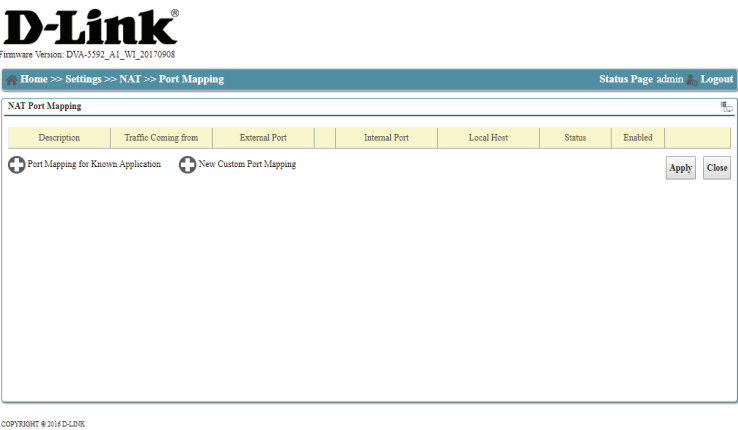 D-Link®
Firmware Version: DVA-5592_A1_WI_20170908
Home >> Settings >> NAT >> Port Mapping Status Page admin Logout
NAT Port Mapping
Description Traffic Coming from External Port Internal Port Local Host Status Enabled
Port Mapping for Known Application New Custom Port Mapping Apply Close
COPYRIGHT © 2016 D-LINK